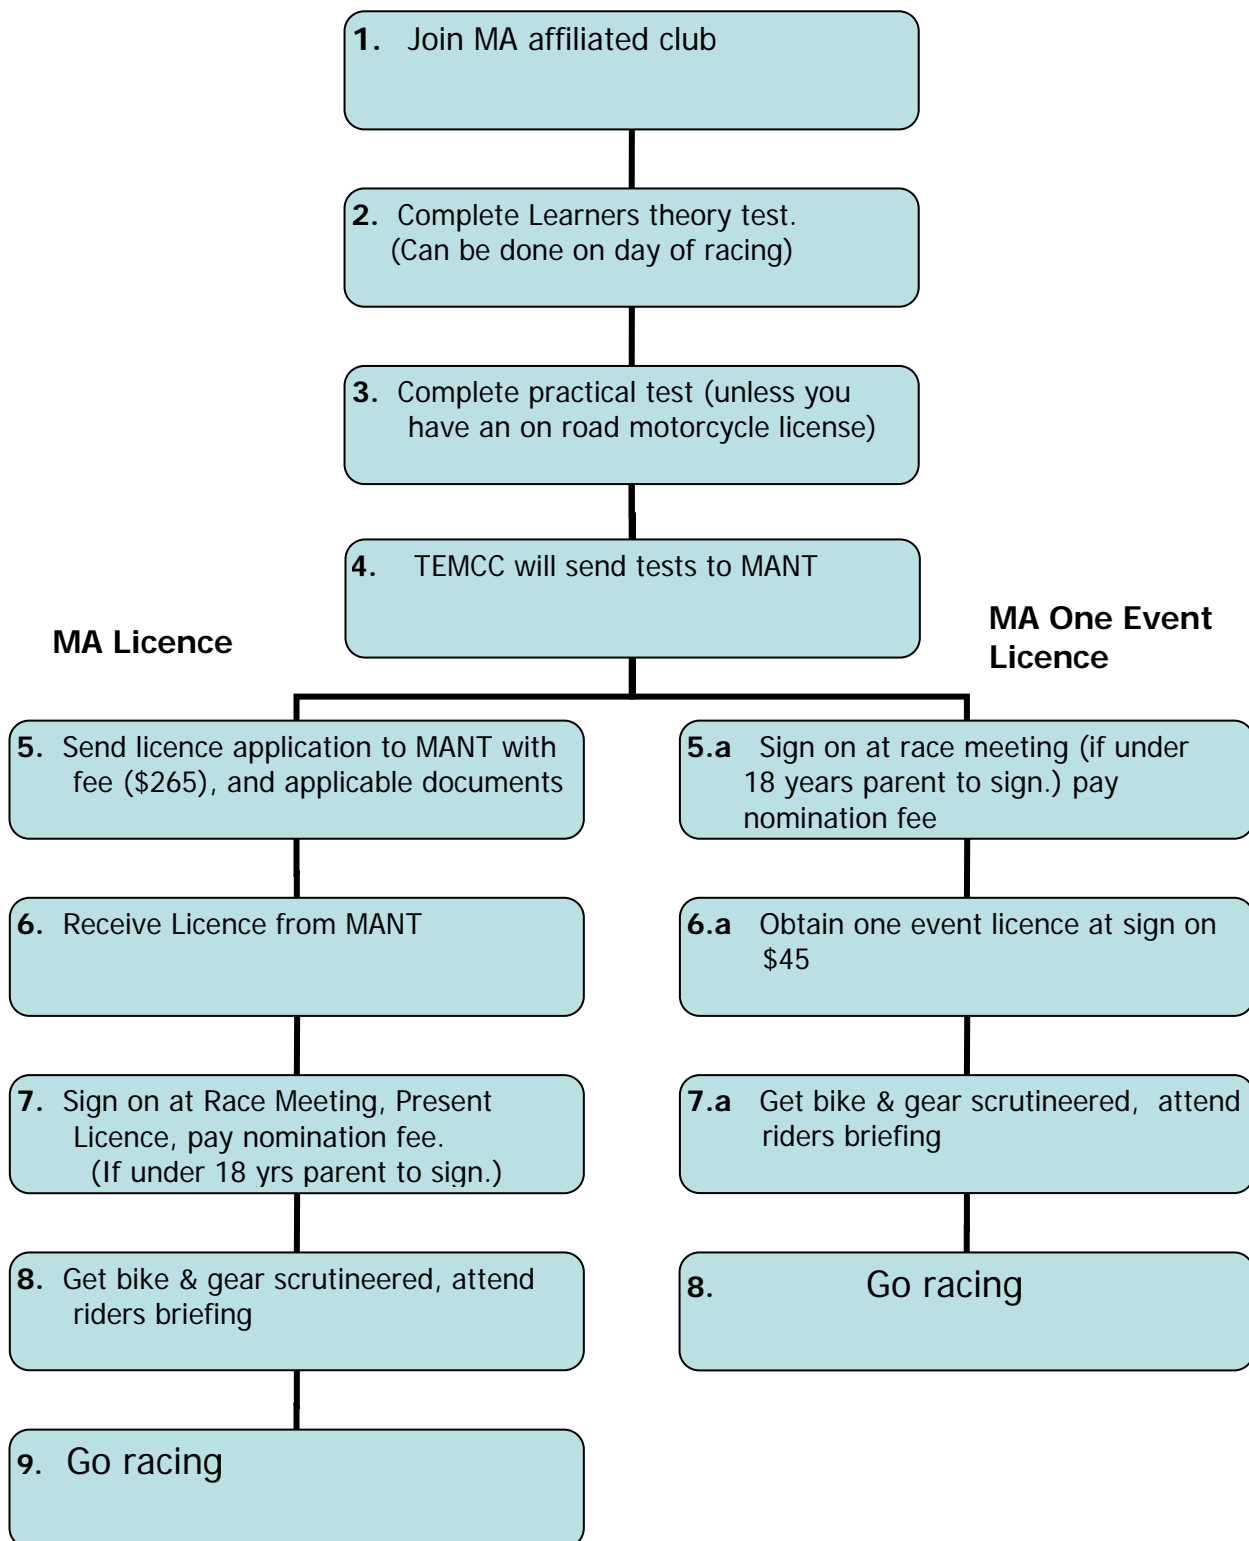 1. Join MA affiliated club
2. Complete Learners theory test.
(Can be done on day of racing)
3. Complete practical test (unless you
have an on road motorcycle license)
4. TEMCC will send tests to MANT
MA Licence
5. Send licence application to MANT with
fee ($265), and applicable documents
6. Receive Licence from MANT
7. Sign on at Race Meeting, Present
Licence, pay nomination fee.
(If under 18 yrs parent to sign.)
8. Get bike & gear scrutineered, attend
riders briefing
9. Go racing
MA One Event
Licence
5.a Sign on at race meeting (if under
18 years parent to sign.) pay
nomination fee
6.a Obtain one event licence at sign on
$45
7.a Get bike & gear scrutineered, attend
riders briefing
8. Go racing